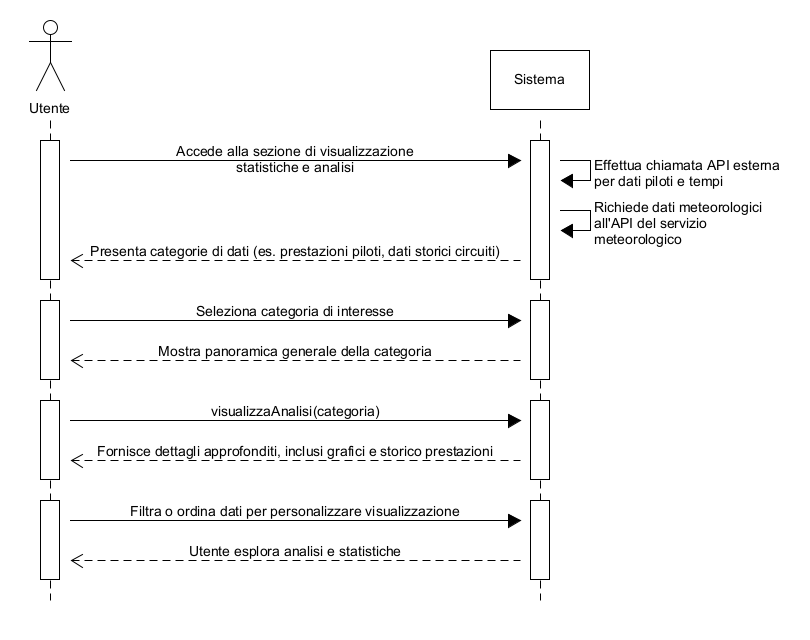 Utente
Sistema
Accede alla sezione di visualizzazione
statistiche e analisi
Effettua chiamata API esterna
per dati piloti e tempi
Richiede dati meteorologici
all'API del servizio
meteorologico
Presenta categorie di dati (es. prestazioni piloti, dati storici circuiti)
Seleziona categoria di interesse
Mostra panoramica generale della categoria
visualizzaAnalisi(categoria)
Fornisce dettagli approfonditi, inclusi grafici e storico prestazioni
Filtra o ordina dati per personalizzare visualizzazione
Utente esplora analisi e statistiche